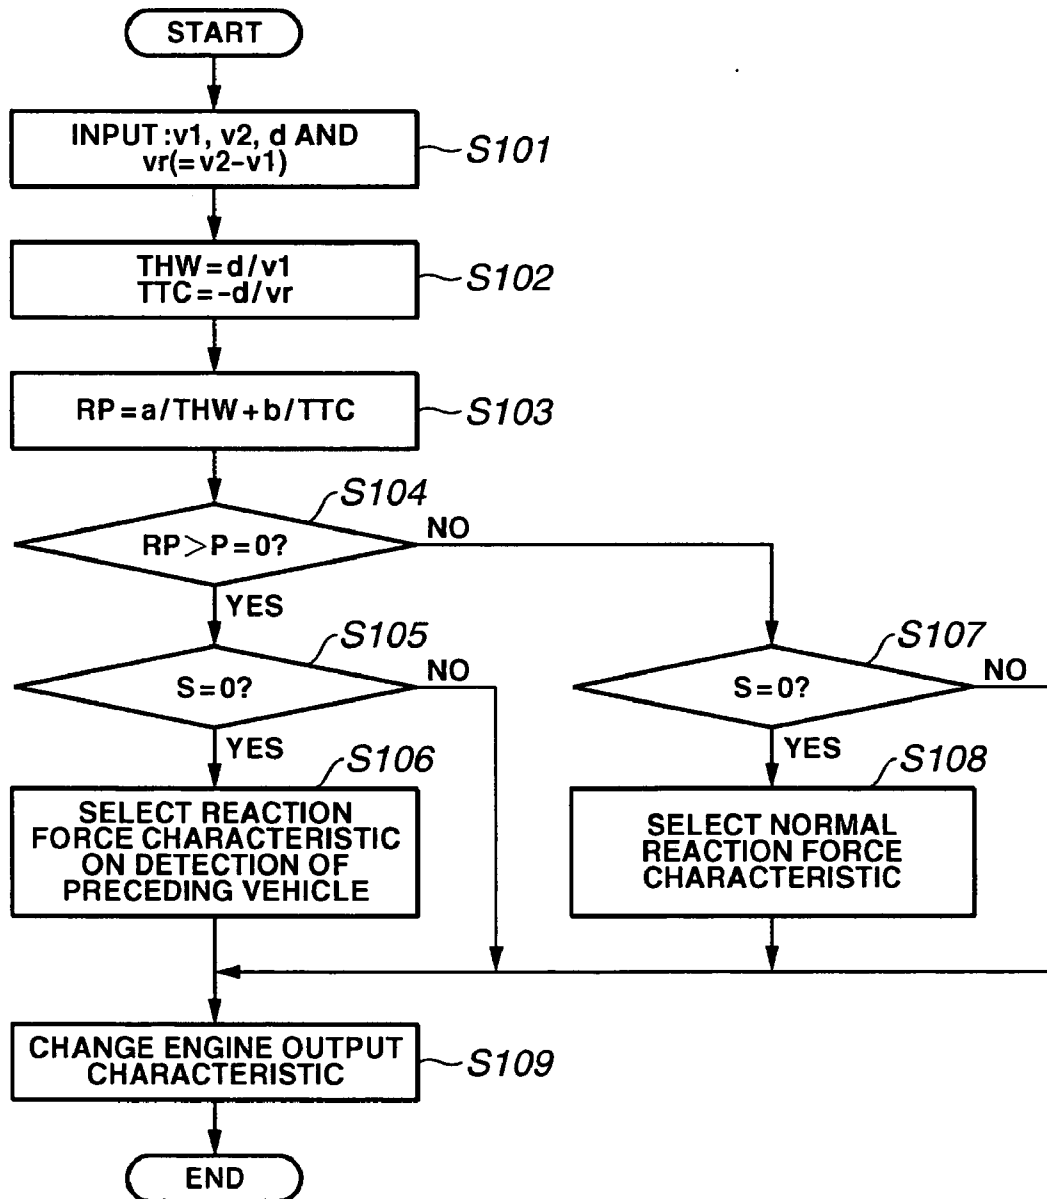 START
INPUT :v1, v2, d AND
vr(=v2-v1)
S101
THW=d/v1
TTC=-d/vr
S102
RP=a/THW+b/TTC
S103
S104
RP>P=0?
NO
YES
S105
S=0?
NO
YES
S107
S=0?
NO
YES
S106
SELECT REACTION
FORCE CHARACTERISTIC
ON DETECTION OF
PRECEDING VEHICLE
S108
SELECT NORMAL
REACTION FORCE
CHARACTERISTIC
CHANGE ENGINE OUTPUT
CHARACTERISTIC
S109
END